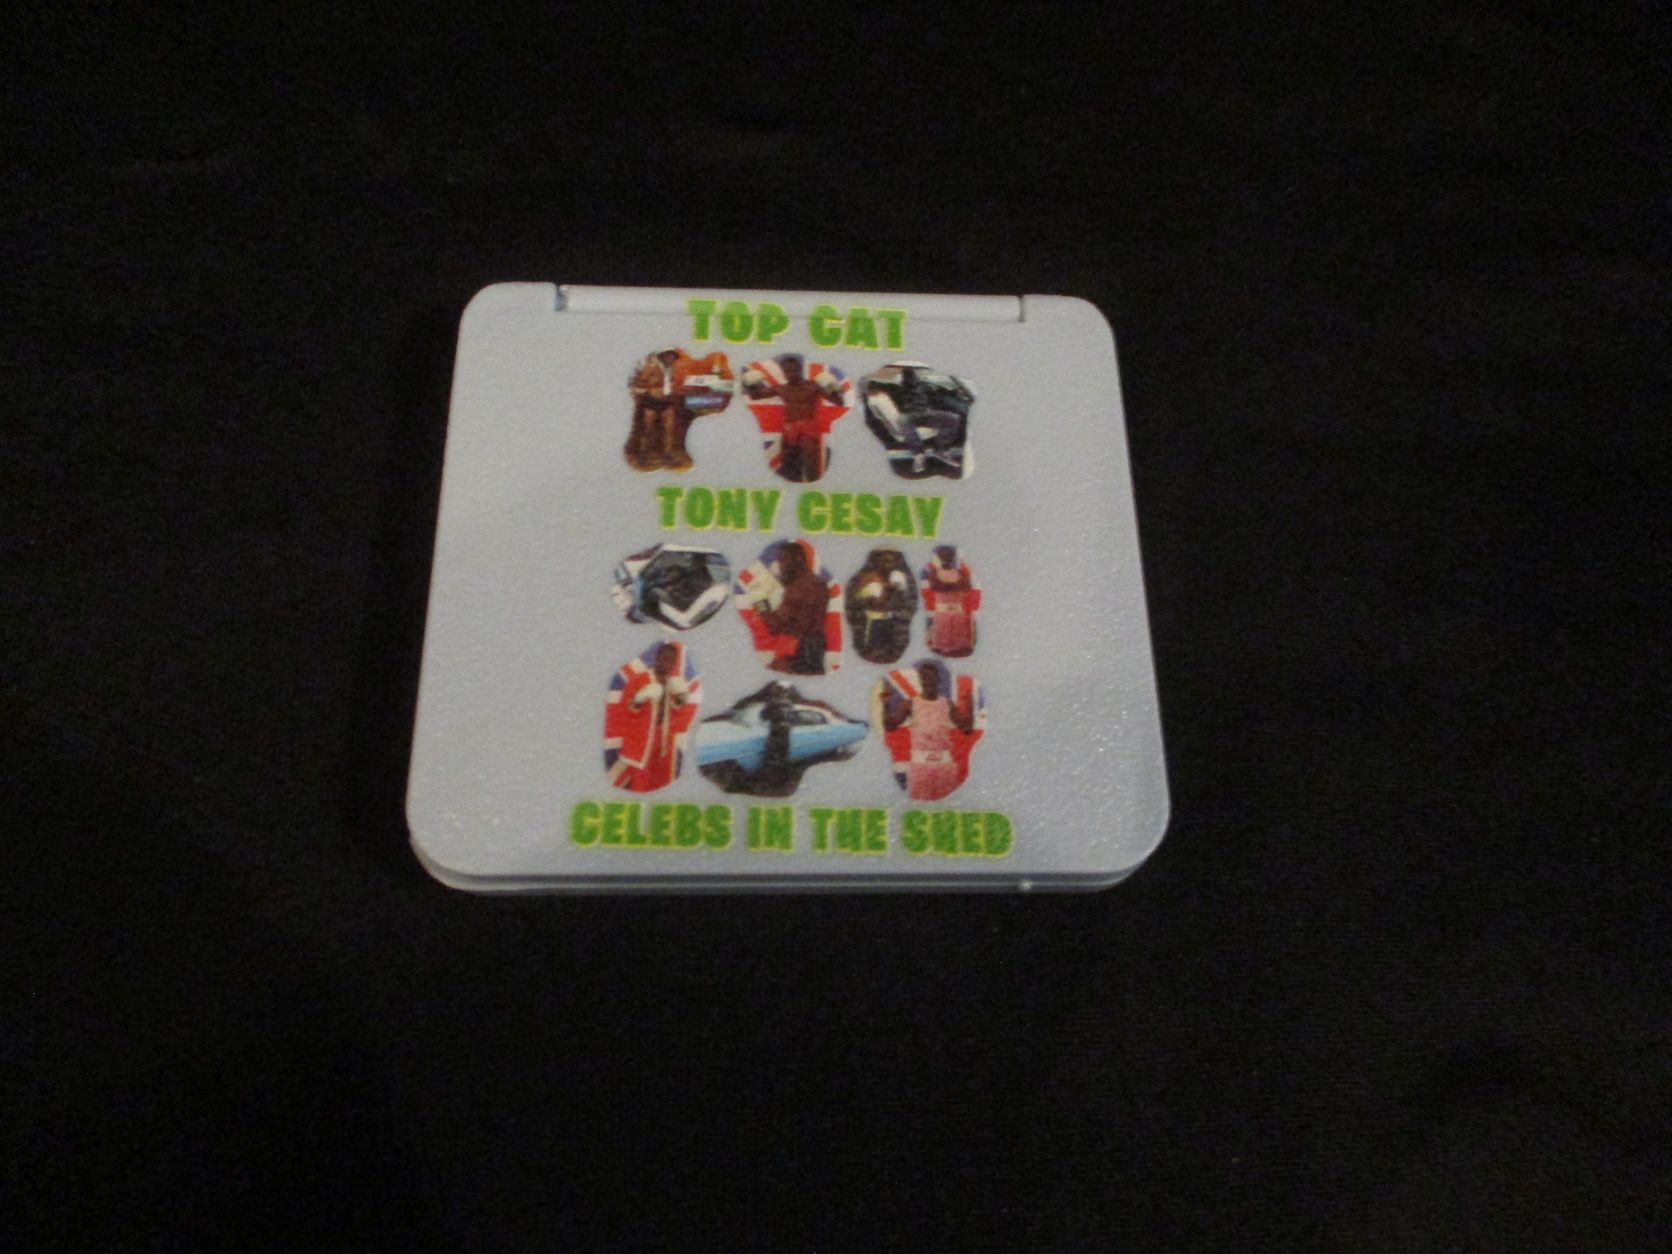 TOP CAT
TONY CESAY
CELEBS IN THE SHED